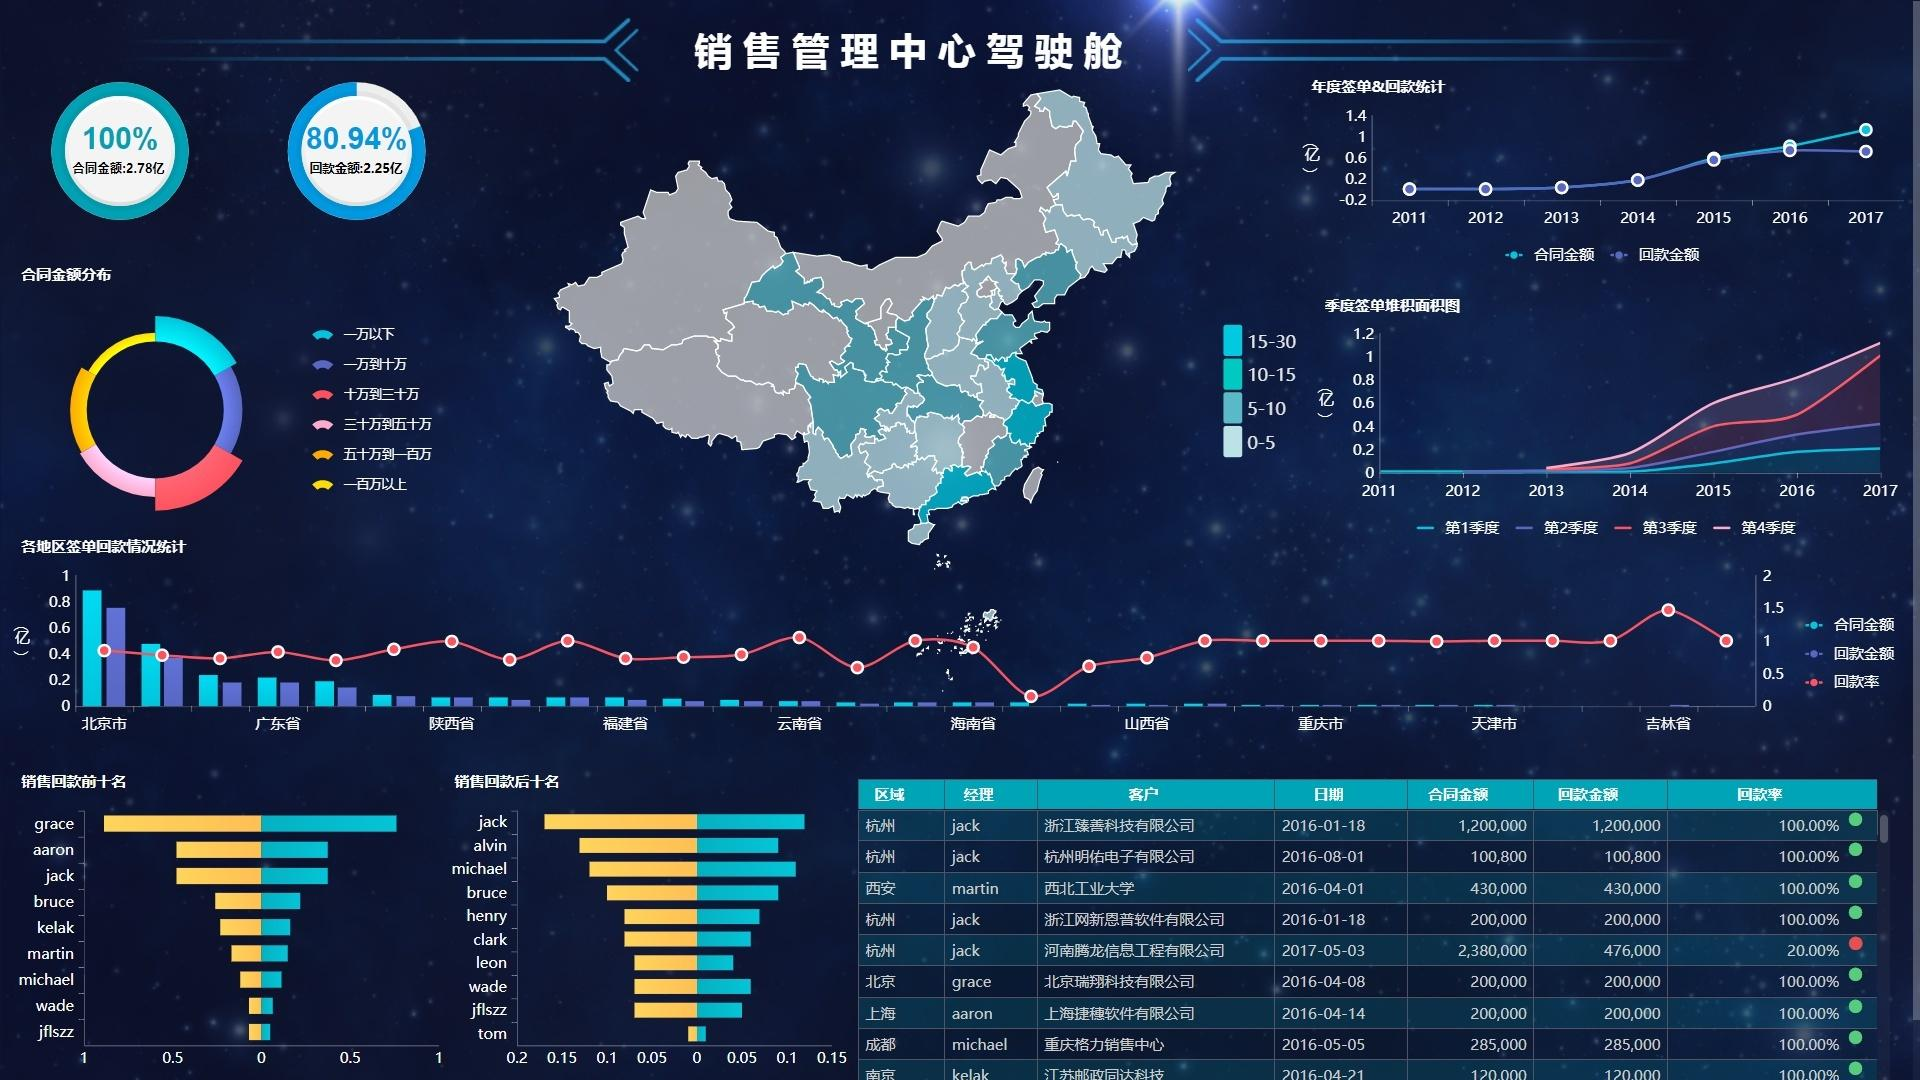 销售管理中心驾驶舱
100%
合同金额:2.78亿
80.94%
回款金额:2.25亿
合同金额分布
一万以下
一万到十万
十万到三十万
三十万到五十万
五十万到一百万
一百万以上
15-30
10-15
5-10
0-5
年度签单&回款统计
(亿)
1.4
1
0.6
0.2
-0.2
2011 2012 2013 2014 2015 2016 2017
合同金额 回款金额
季度签单堆积面积图
(亿)
1.2
1
0.8
0.6
0.4
0.2
0
2011 2012 2013 2014 2015 2016 2017
第1季度 第2季度 第3季度 第4季度
各地区签单回款情况统计
(亿)
1
0.8
0.6
0.4
0.2
0
2
1.5
1
0.5
0
北京市 广东省 陕西省 福建省 云南省 海南省 山西省 重庆市 天津市 吉林省
合同金额
回款金额
回款率
销售回款前十名
grace
aaron
jack
bruce
kelak
martin
michael
wade
jflszz
1 0.5 0 0.5 1
销售回款后十名
jack
alvin
michael
bruce
henry
clark
leon
wade
jflszz
tom
0.2 0.15 0.1 0.05 0 0.05 0.1 0.15
区域 经理 客户 日期 合同金额 回款金额 回款率
杭州 jack 浙江臻善科技有限公司 2016-01-18 1,200,000 1,200,000 100.00%
杭州 jack 杭州明佑电子有限公司 2016-08-01 100,800 100,800 100.00%
西安 martin 西北工业大学 2016-04-01 430,000 430,000 100.00%
杭州 jack 浙江网新恩普软件有限公司 2016-01-18 200,000 200,000 100.00%
杭州 jack 河南腾龙信息工程有限公司 2017-05-03 2,380,000 476,000 20.00%
北京 grace 北京瑞翔科技有限公司 2016-04-08 200,000 200,000 100.00%
上海 aaron 上海捷穗软件有限公司 2016-04-14 200,000 200,000 100.00%
成都 michael 重庆格力销售中心 2016-05-05 285,000 285,000 100.00%
南京 kelak 江苏邮政同达科技 2016-04-21 120,000 120,000 100.00%